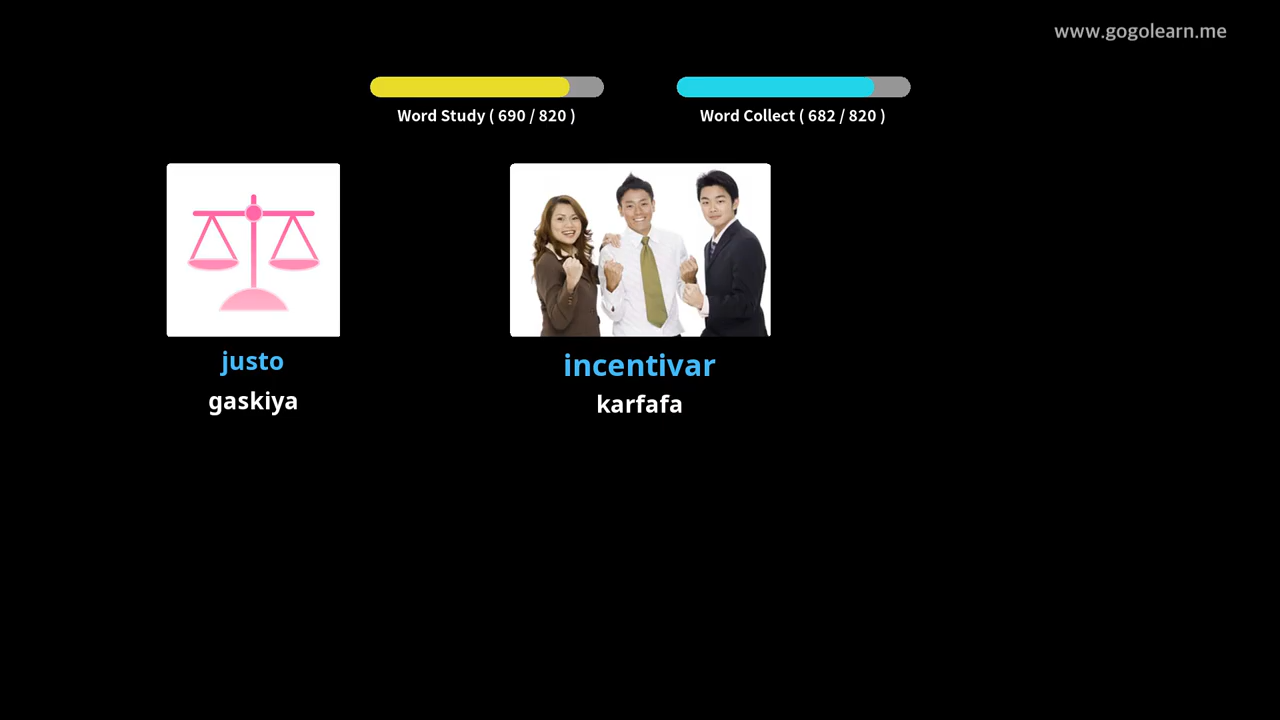 www.gogolearn.me
Word Study ( 690 / 820 )
Word Collect ( 682 / 820 )
justo
gaskiya
incentivar
karfafa